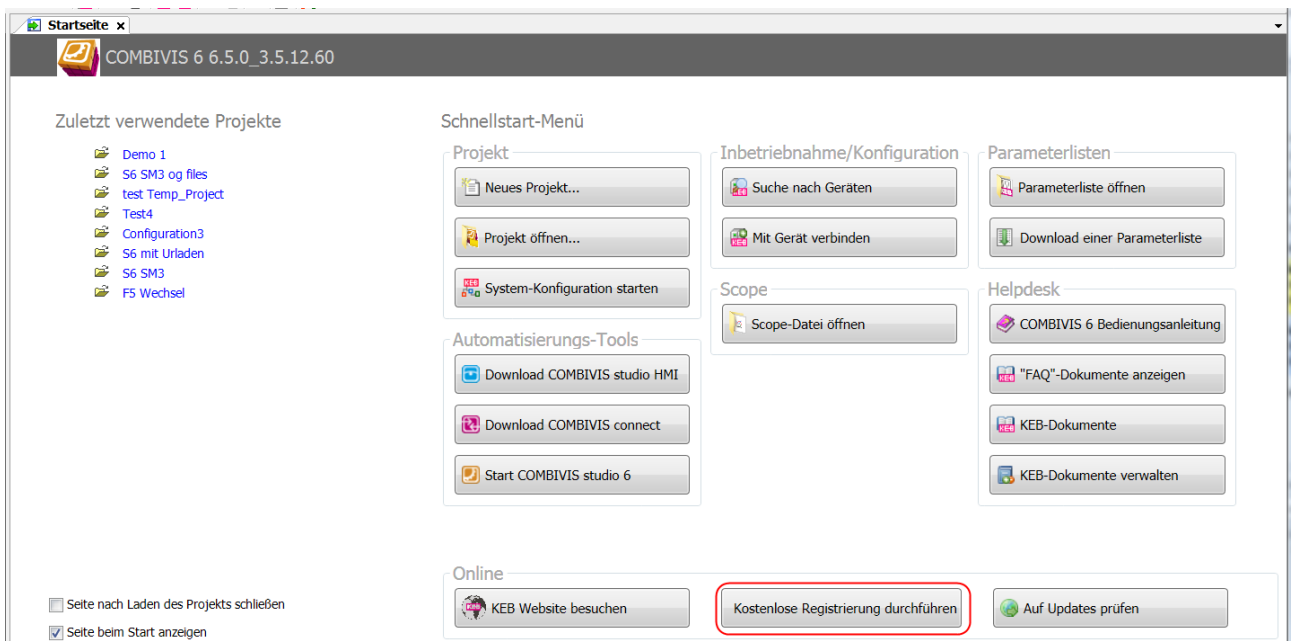 Startseite x
COMBIVIS 6 6.5.0_3.5.12.60
Zuletzt verwendete Projekte
Demo 1
S6 SM3 og files
test Temp_Project
Test4
Configuration3
S6 mit Urladen
S6 SM3
F5 Wechsel
Schnellstart-Menü
Projekt
Neues Projekt...
Projekt öffnen...
System-Konfiguration starten
Automatisierungs-Tools
Download COMBIVIS studio HMI
Download COMBIVIS connect
Start COMBIVIS studio 6
Inbetriebnahme/Konfiguration
Suche nach Geräten
Mit Gerät verbinden
Scope
Scope-Datei öffnen
Parameterlisten
Parameterliste öffnen
Download einer Parameterliste
Helpdesk
COMBIVIS 6 Bedienungsanleitung
"FAQ"-Dokumente anzeigen
KEB-Dokumente
KEB-Dokumente verwalten
Online
KEB Website besuchen
Kostenlose Registrierung durchführen
Auf Updates prüfen
Seite nach Laden des Projekts schließen
Seite beim Start anzeigen